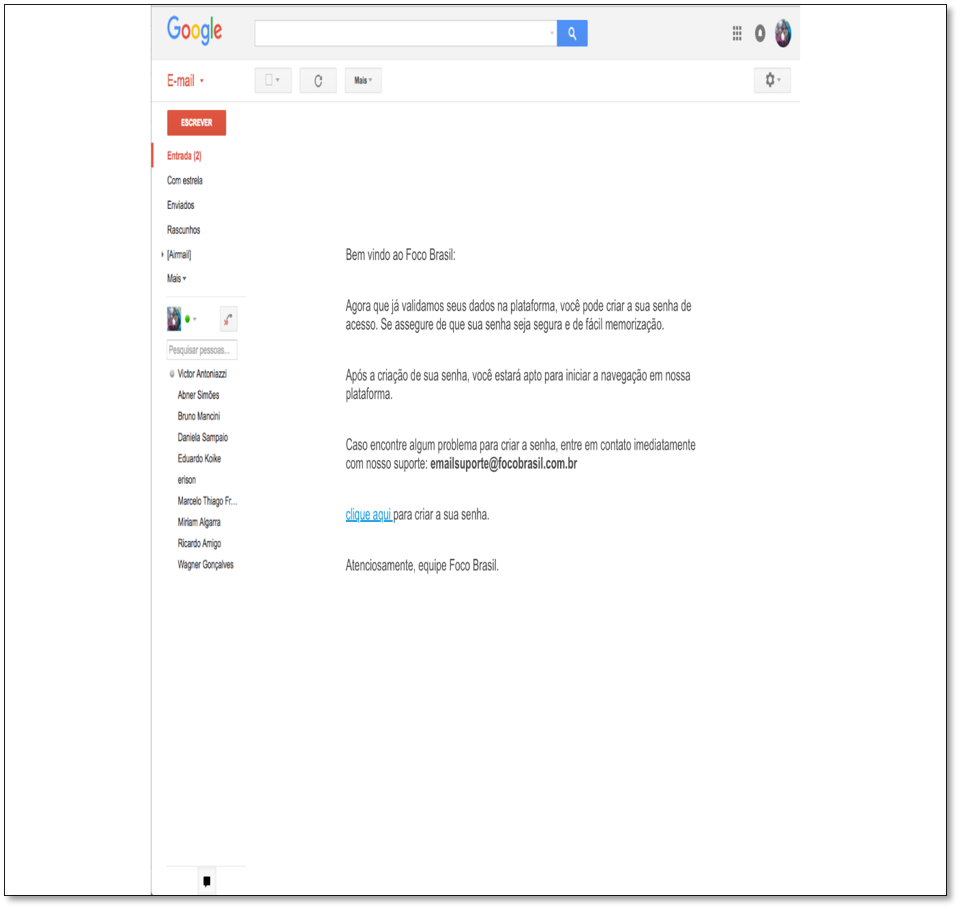 Google
E-mail
Mais
ESCREVER
Entrada (2)
Com estrela
Enviados
Rascunhos
[Airmail]
Mais
Pesquisar pessoas...
Victor Antoniazzi
Abner Simões
Bruno Mancini
Daniela Sampaio
Eduardo Koike
erison
Marcelo Thiago Fr...
Miriam Algarra
Ricardo Amigo
Wagner Gonçalves
Bem vindo ao Foco Brasil:
Agora que já validamos seus dados na plataforma, você pode criar a sua senha de
acesso. Se assegure de que sua senha seja segura e de fácil memorização.
Após a criação de sua senha, você estará apto para iniciar a navegação em nossa
plataforma.
Caso encontre algum problema para criar a senha, entre em contato imediatamente
com nosso suporte: emailsuporte@focobrasil.com.br
clique aqui para criar a sua senha.
Atenciosamente, equipe Foco Brasil.